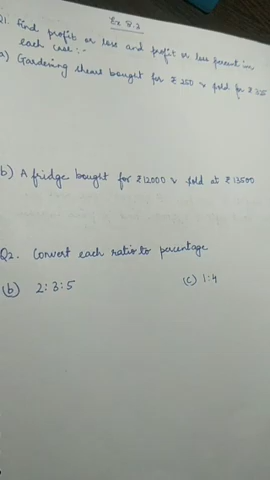 Ex 8.2
Q1. Find profit or loss and profit or loss percent in
each case:-
a) Gardening shears bought for ₹ 250 & sold for ₹ 325
b) A fridge bought for ₹12000 & sold at ₹ 13500
Q2. Convert each ratio to percentage
(b) 2:3:5 (c) 1:4